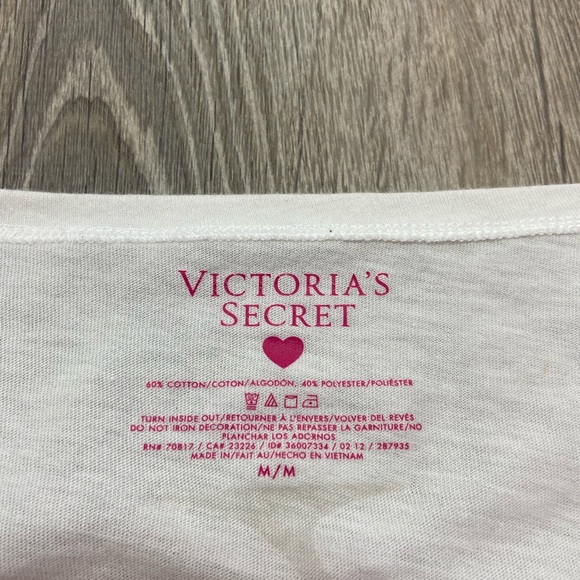 VICTORIA'S
SECRET
60% COTTON/COTON/ALGODÓN, 40% POLYESTER/POLIÉSTER
TURN INSIDE OUT/RETOURNER À L'ENVERS/VOLVER DEL REVÉS
DO NOT IRON DECORATION/NE PAS REPASSER LA GARNITURE/NO
PLANCHAR LOS ADORNOS
RN# 70817 / CA# 23226 / ID# 36007334 / 02 12 / 287935
MADE IN/FAIT AU/HECHO EN VIETNAM
M/M